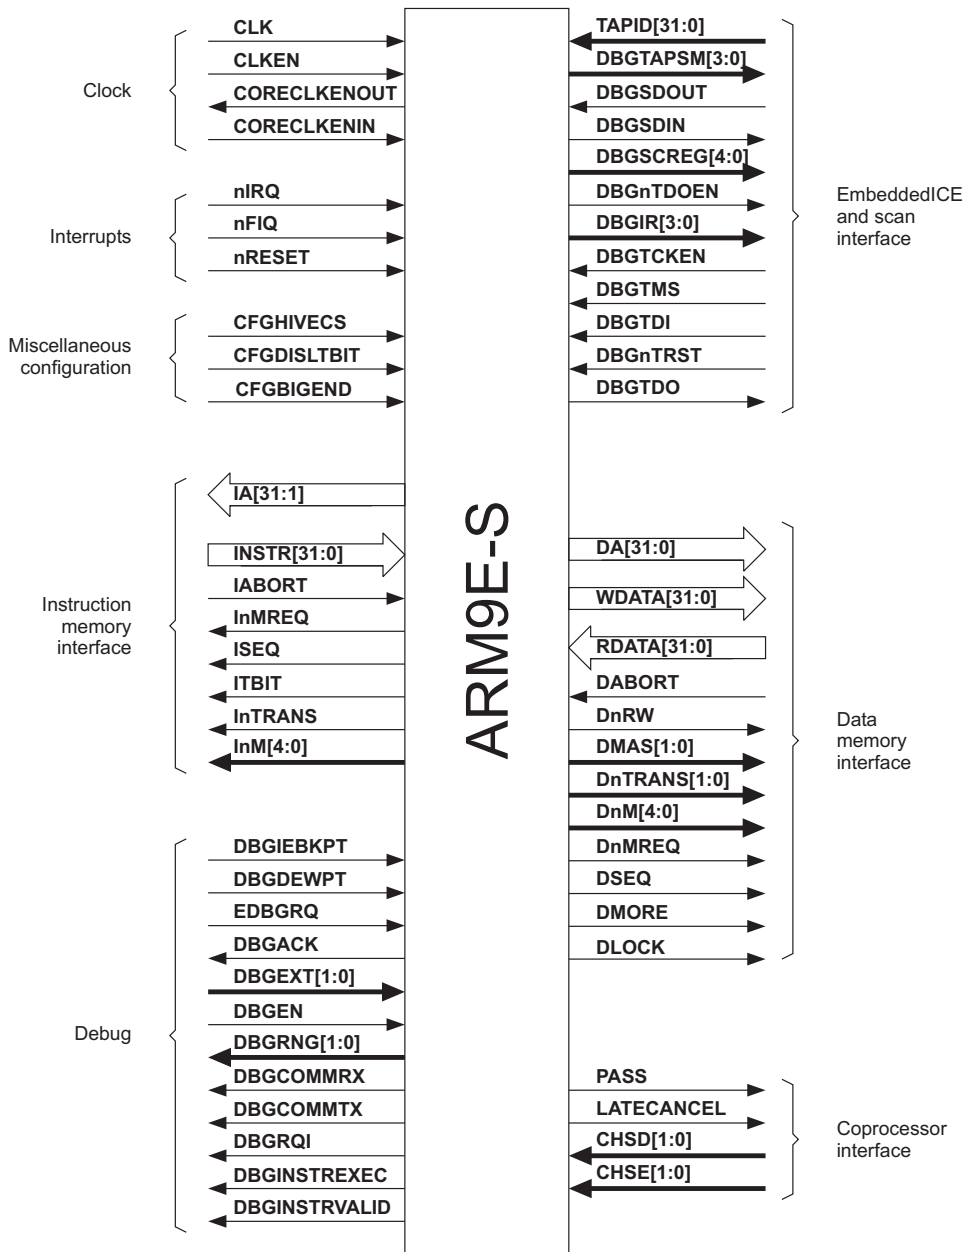 Clock
CLK
CLKEN
CORECLKENOUT
CORECLKENIN
Interrupts
nIRQ
nFIQ
nRESET
Miscellaneous
configuration
CFGHIVECS
CFGDISLTBIT
CFGBIGEND
Instruction
memory
interface
IA[31:1]
INSTR[31:0]
IABORT
InMREQ
ISEQ
ITBIT
InTRANS
InM[4:0]
Debug
DBGIEBKPT
DBGDEWPT
EDBGRQ
DBGACK
DBGEXT[1:0]
DBGEN
DBGRNG[1:0]
DBGCOMMRX
DBGCOMMTX
DBGRQI
DBGINSTREXEC
DBGINSTRVALID
ARM9E-S
TAPID[31:0]
DBGTAPSM[3:0]
DBGSDOUT
DBGSDIN
DBGSCREG[4:0]
DBGnTDOEN
DBGIR[3:0]
DBGTCKEN
DBGTMS
DBGTDI
DBGnTRST
DBGTDO
EmbeddedICE
and scan
interface
DA[31:0]
WDATA[31:0]
RDATA[31:0]
DABORT
DnRW
DMAS[1:0]
DnTRANS[1:0]
DnM[4:0]
DnMREQ
DSEQ
DMORE
DLOCK
Data
memory
interface
PASS
LATECANCEL
CHSD[1:0]
CHSE[1:0]
Coprocessor
interface